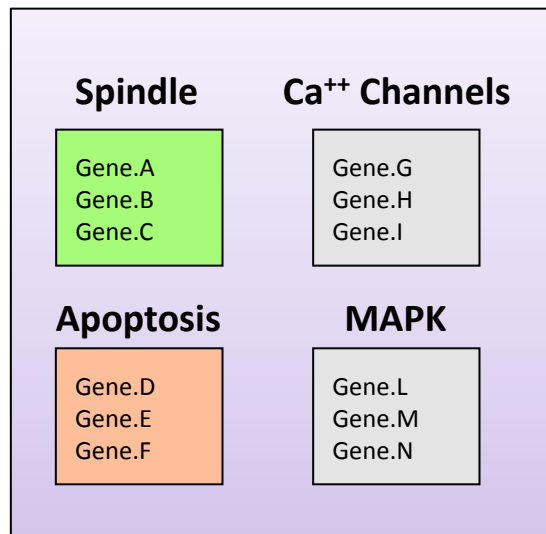 Spindle
Gene.A
Gene.B
Gene.C
Ca⁺⁺ Channels
Gene.G
Gene.H
Gene.I
Apoptosis
Gene.D
Gene.E
Gene.F
MAPK
Gene.L
Gene.M
Gene.N